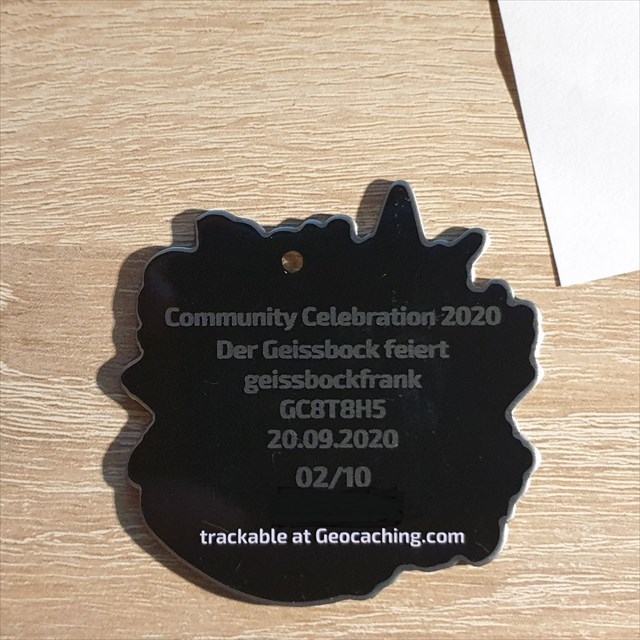 Community Celebration 2020
Der Geissbock feiert
geissbockfrank
GC8T8H5
20.09.2020
02/10
trackable at Geocaching.com